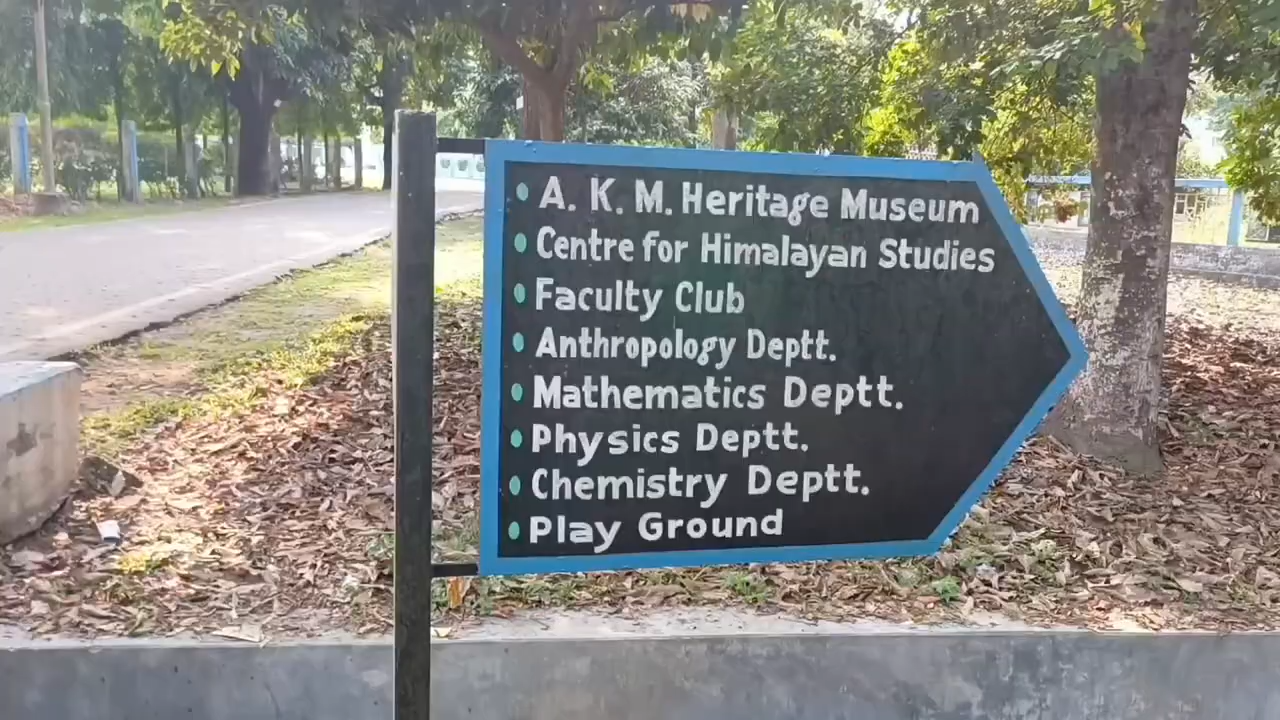 • A. K. M. Heritage Museum
• Centre for Himalayan Studies
• Faculty Club
• Anthropology Deptt.
• Mathematics Deptt.
• Physics Deptt.
• Chemistry Deptt.
• Play Ground